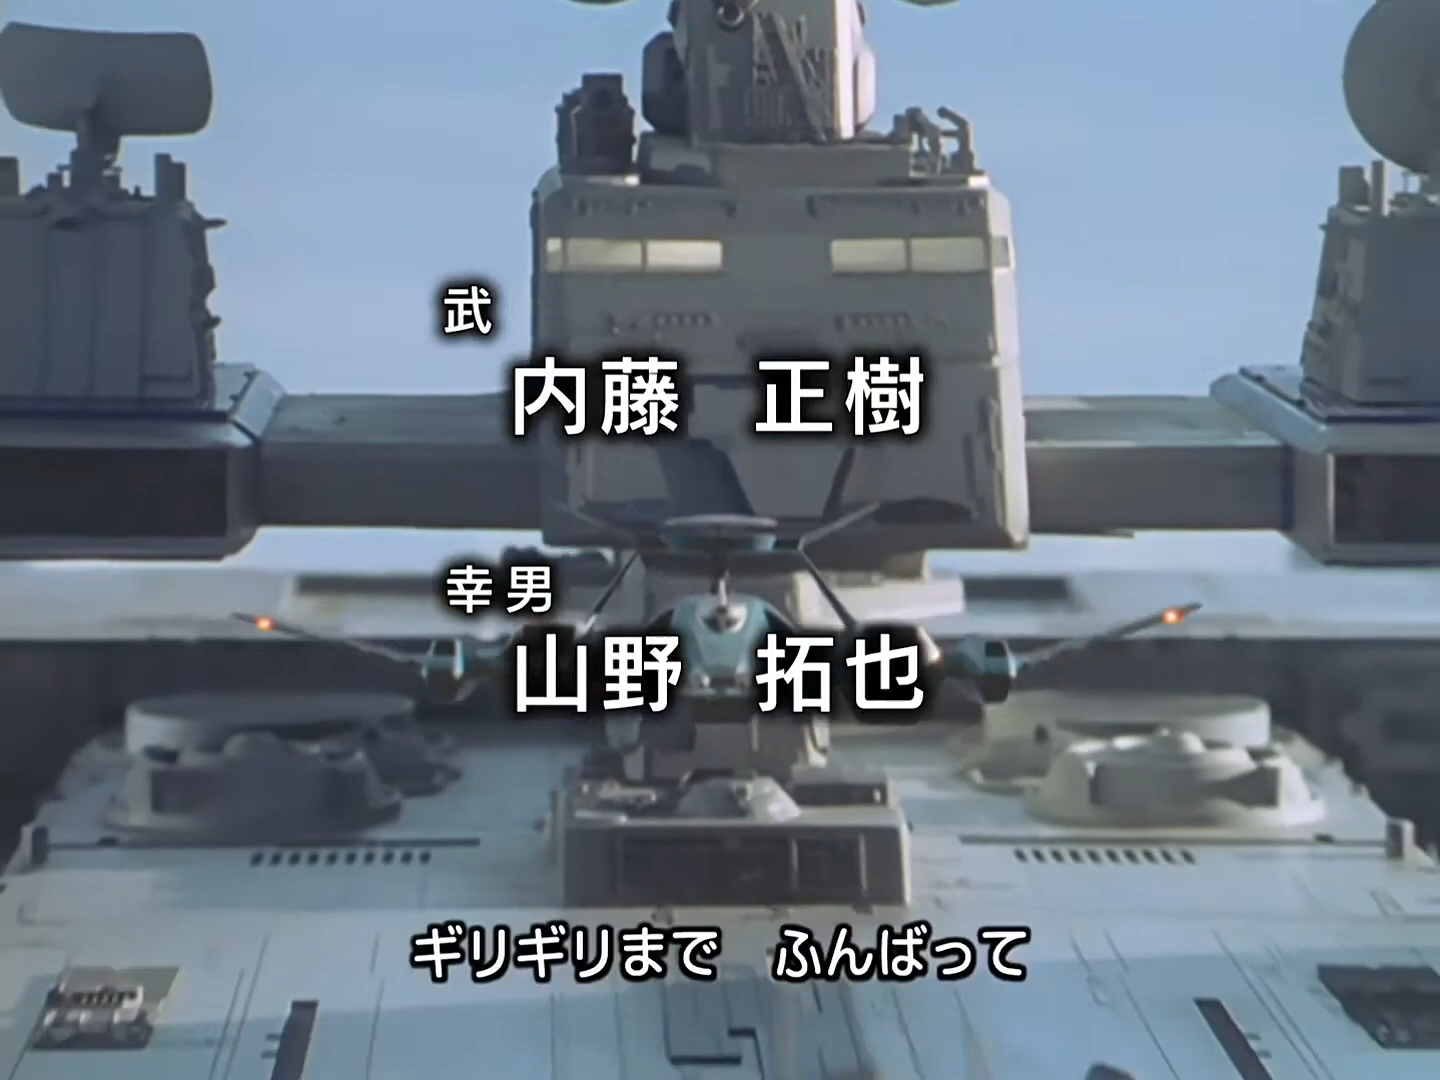 武
内藤　正樹
幸男
山野　拓也
ギリギリまで　ふんばって